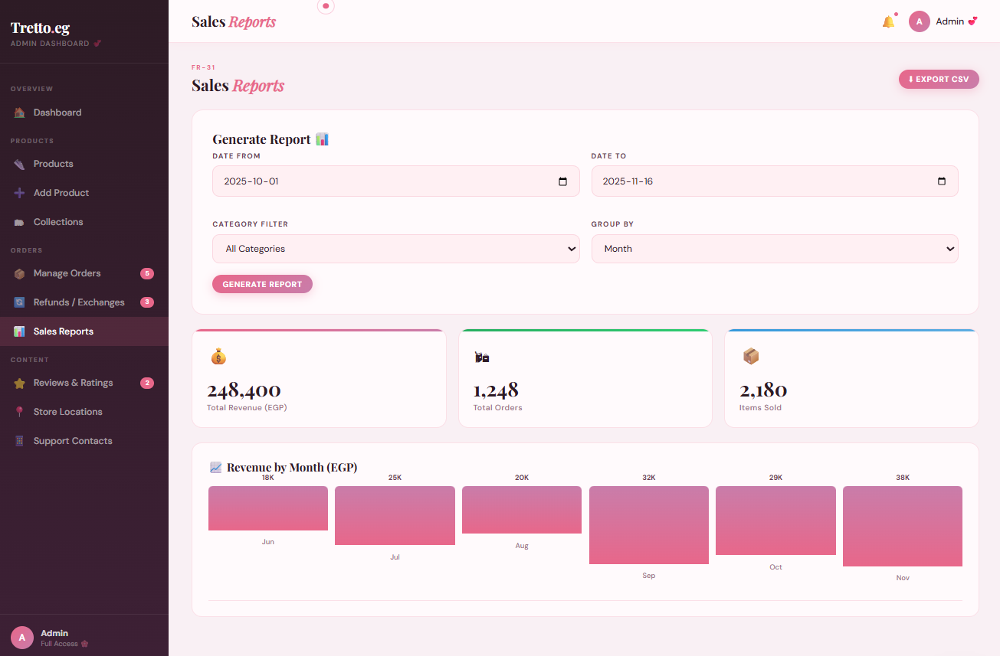 Tretto.eg
ADMIN DASHBOARD 💕
OVERVIEW
Dashboard
PRODUCTS
Products
Add Product
Collections
ORDERS
Manage Orders 5
Refunds / Exchanges 3
Sales Reports
CONTENT
Reviews & Ratings 2
Store Locations
Support Contacts
A Admin
Full Access 🌸
Sales Reports
A Admin 💕
FR-31
Sales Reports
⬇ EXPORT CSV
Generate Report 📊
DATE FROM
2025-10-01
DATE TO
2025-11-16
CATEGORY FILTER
All Categories
GROUP BY
Month
GENERATE REPORT
248,400
Total Revenue (EGP)
1,248
Total Orders
2,180
Items Sold
📈 Revenue by Month (EGP)
18K 25K 20K 32K 29K 38K
Jun Jul Aug Sep Oct Nov